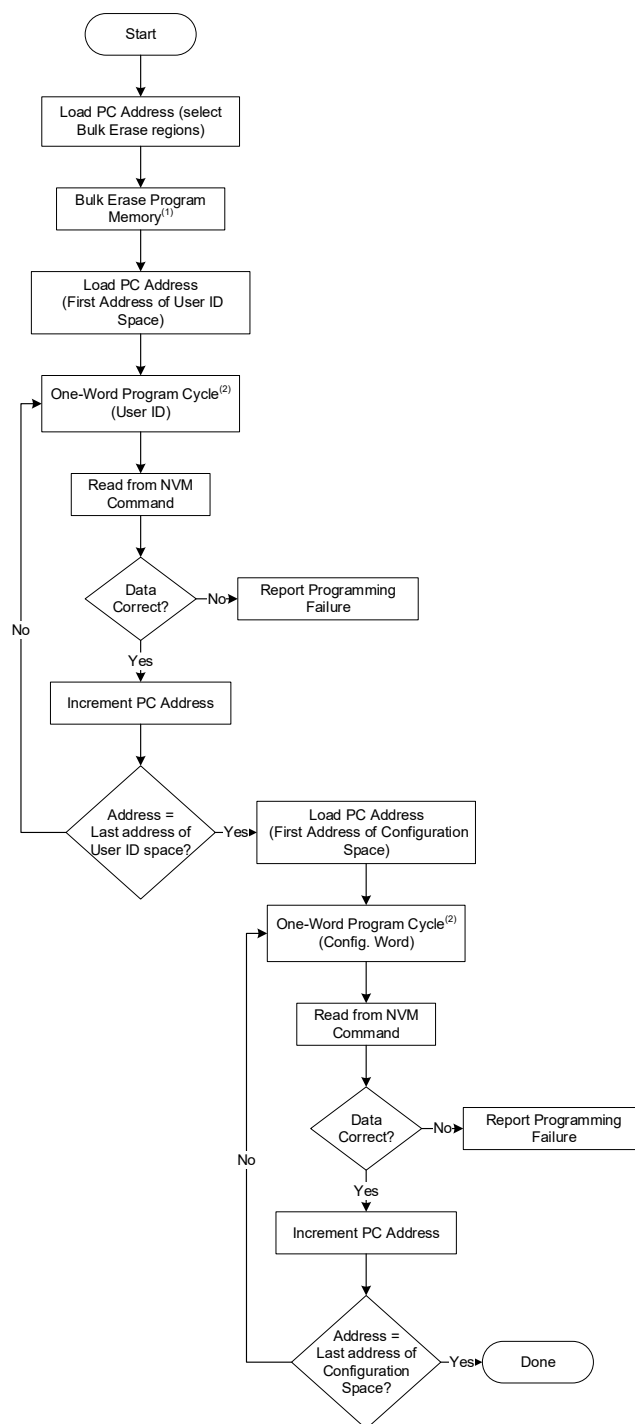 Start
Load PC Address (select
Bulk Erase regions)
Bulk Erase Program
Memory(1)
Load PC Address
(First Address of User ID
Space)
One-Word Program Cycle(2)
(User ID)
Read from NVM
Command
Data
Correct?
No
Report Programming
Failure
No
Yes
Increment PC Address
Address =
Last address of
User ID space?
Yes
Load PC Address
(First Address of Configuration
Space)
One-Word Program Cycle(2)
(Config. Word)
Read from NVM
Command
Data
Correct?
No
Report Programming
Failure
No
Yes
Increment PC Address
Address =
Last address of
Configuration
Space?
Yes
Done